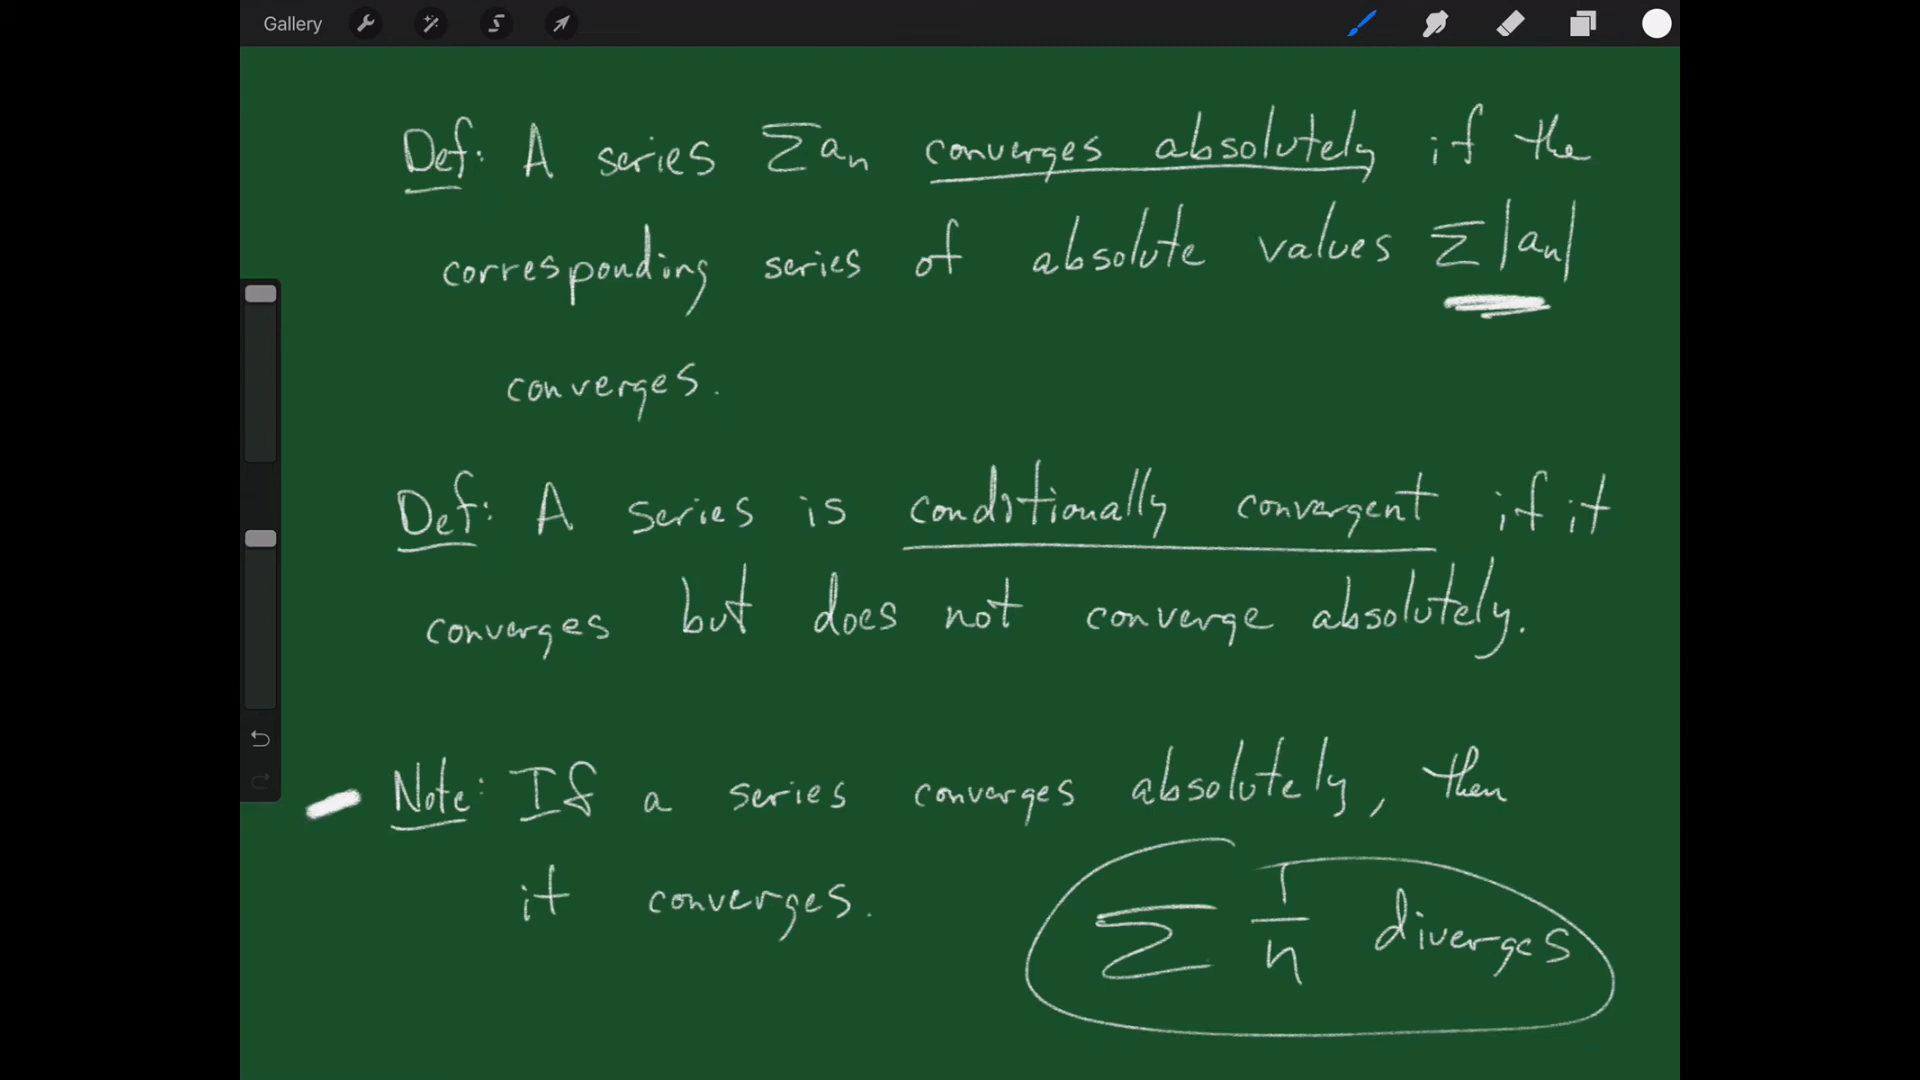 Gallery
Def: A series Σ aₙ converges absolutely if the
corresponding series of absolute values Σ |aₙ|
converges.
Def: A series is conditionally convergent if it
converges but does not converge absolutely.
Note: If a series converges absolutely, then
it converges.
Σ 1/n diverges